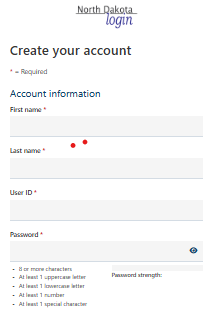 North Dakota
login
Create your account
* = Required
Account information
First name *
Last name *
User ID *
Password *
• 8 or more characters
• At least 1 uppercase letter
• At least 1 lowercase letter
• At least 1 number
• At least 1 special character
Password strength: